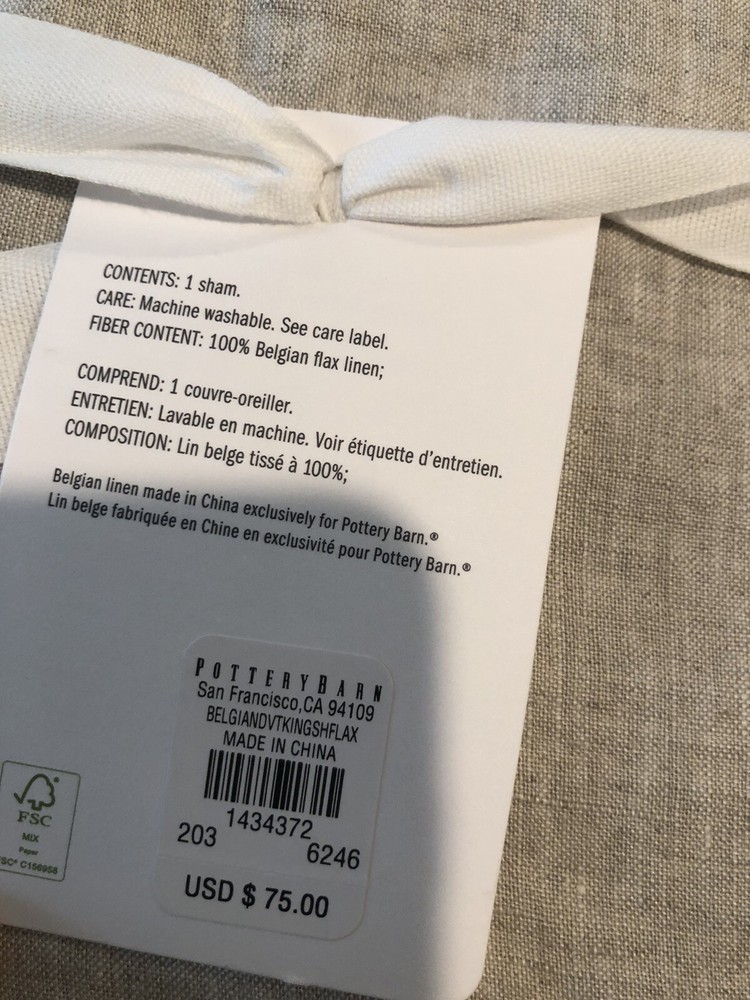 CONTENTS: 1 sham.
CARE: Machine washable. See care label.
FIBER CONTENT: 100% Belgian flax linen;
COMPREND: 1 couvre-oreiller.
ENTRETIEN: Lavable en machine. Voir étiquette d'entretien.
COMPOSITION: Lin belge tissé à 100%;
Belgian linen made in China exclusively for Pottery Barn.®
Lin belge fabriquée en Chine en exclusivité pour Pottery Barn.®
POTTERYBARN
San Francisco,CA 94109
BELGIANDVTKINGSHFLAX
MADE IN CHINA
1434372
203
6246
USD $ 75.00
FSC
MIX
Paper
SC® C156958